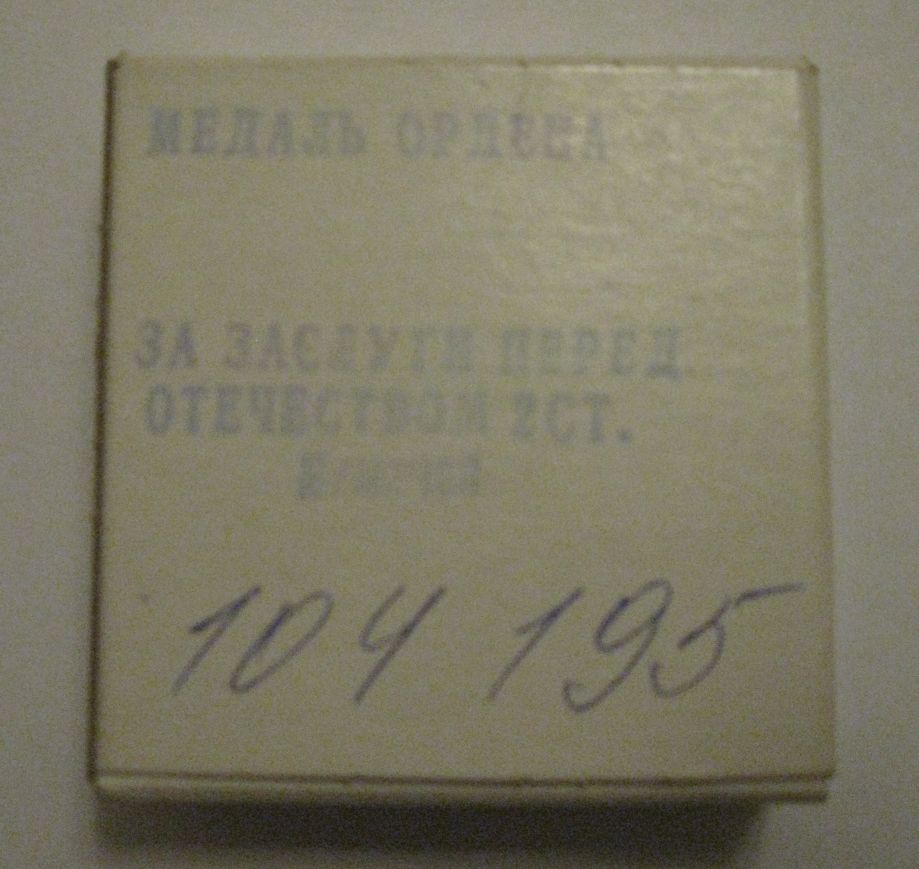 МЕДАЛЬ ОРДЕНА
ЗА ЗАСЛУГИ ПЕРЕД
ОТЕЧЕСТВОМ 2СТ.
104 195